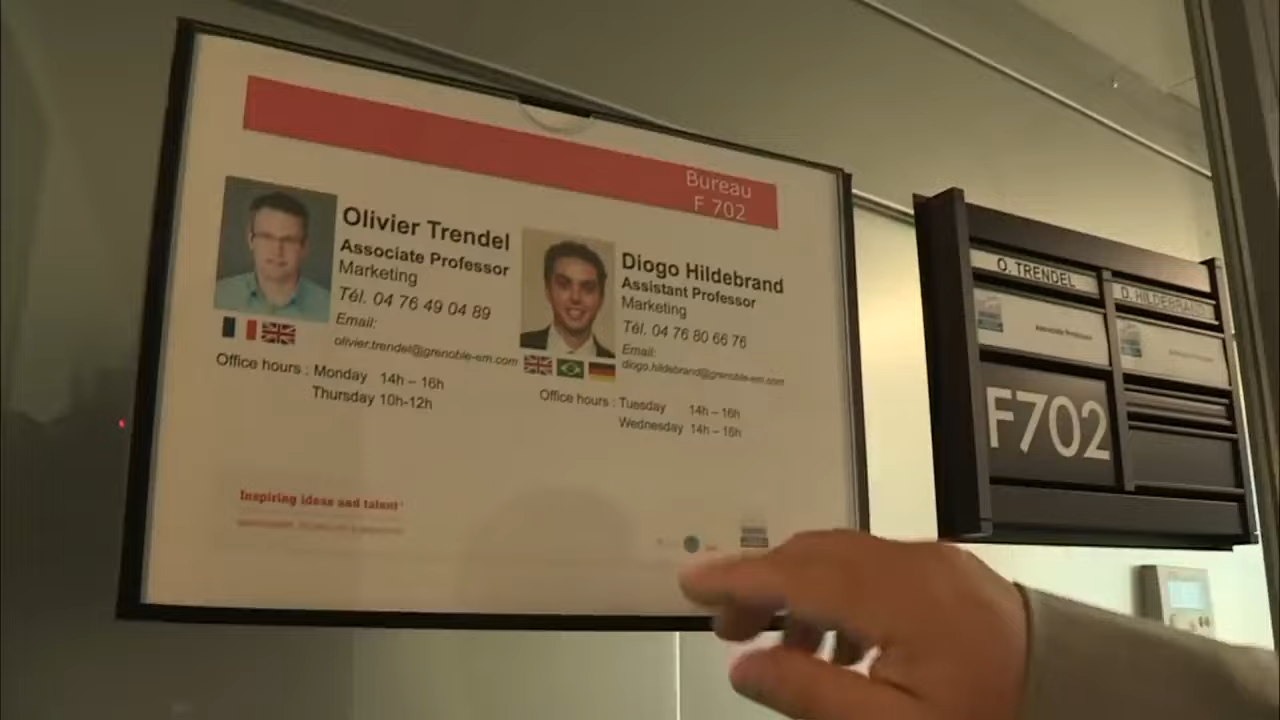 Bureau
F 702
Olivier Trendel
Associate Professor
Marketing
Tél. 04 76 49 04 89
Email:
olivier.trendel@grenoble-em.com
Office hours : Monday 14h – 16h
Thursday 10h-12h
Diogo Hildebrand
Assistant Professor
Marketing
Tél. 04 76 80 66 76
Email:
diogo.hildebrand@grenoble-em.com
Office hours : Tuesday 14h – 16h
Wednesday 14h – 16h
Inspiring ideas and talent
O. TRENDEL
D. HILDEBRAND
Associate Professor
F702